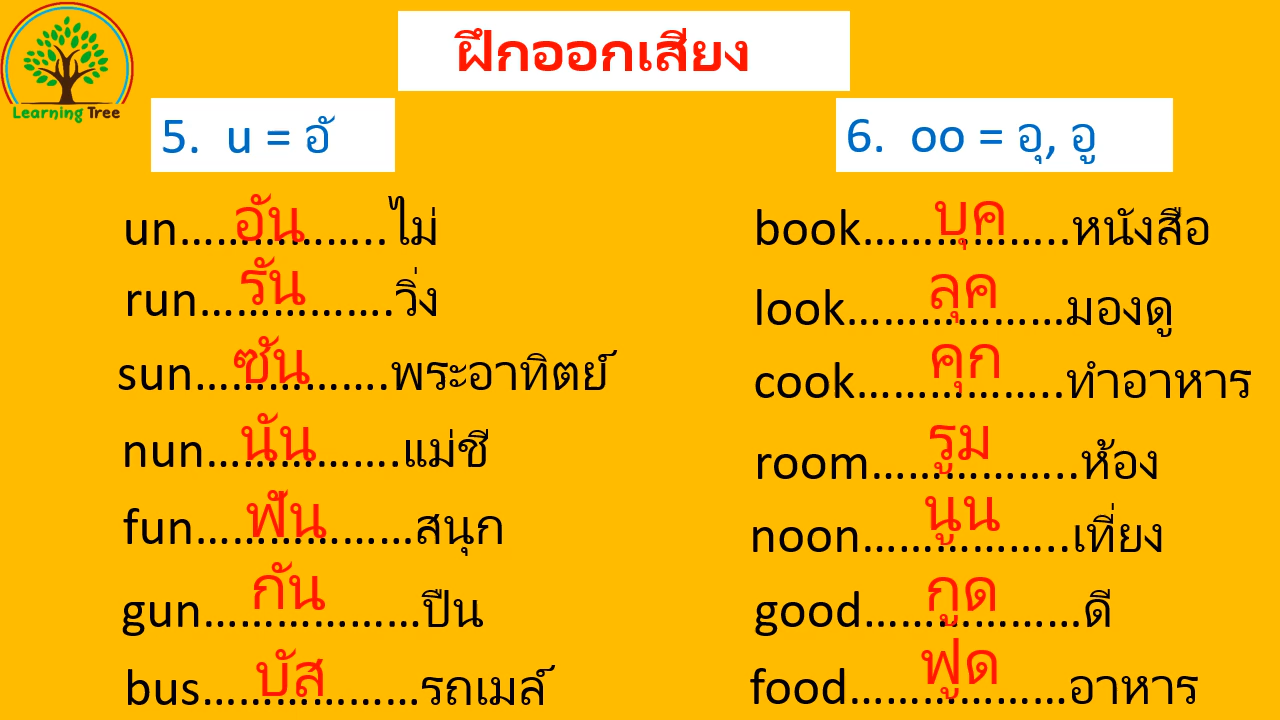 Learning Tree
ฝึกออกเสียง
5. u = อั
un……………..ไม่
อัน
run…………….วิ่ง
รัน
sun…………….พระอาทิตย์
ซัน
nun…………….แม่ชี
นัน
fun………………สนุก
ฟัน
gun………………ปืน
กัน
bus………………รถเมล์
บัส
6. oo = อุ, อู
book……………..หนังสือ
บุค
look………………มองดู
ลุค
cook……………..ทำอาหาร
คุก
room……………..ห้อง
รูม
noon……………..เที่ยง
นูน
good………………ดี
กูด
food………………อาหาร
ฟูด